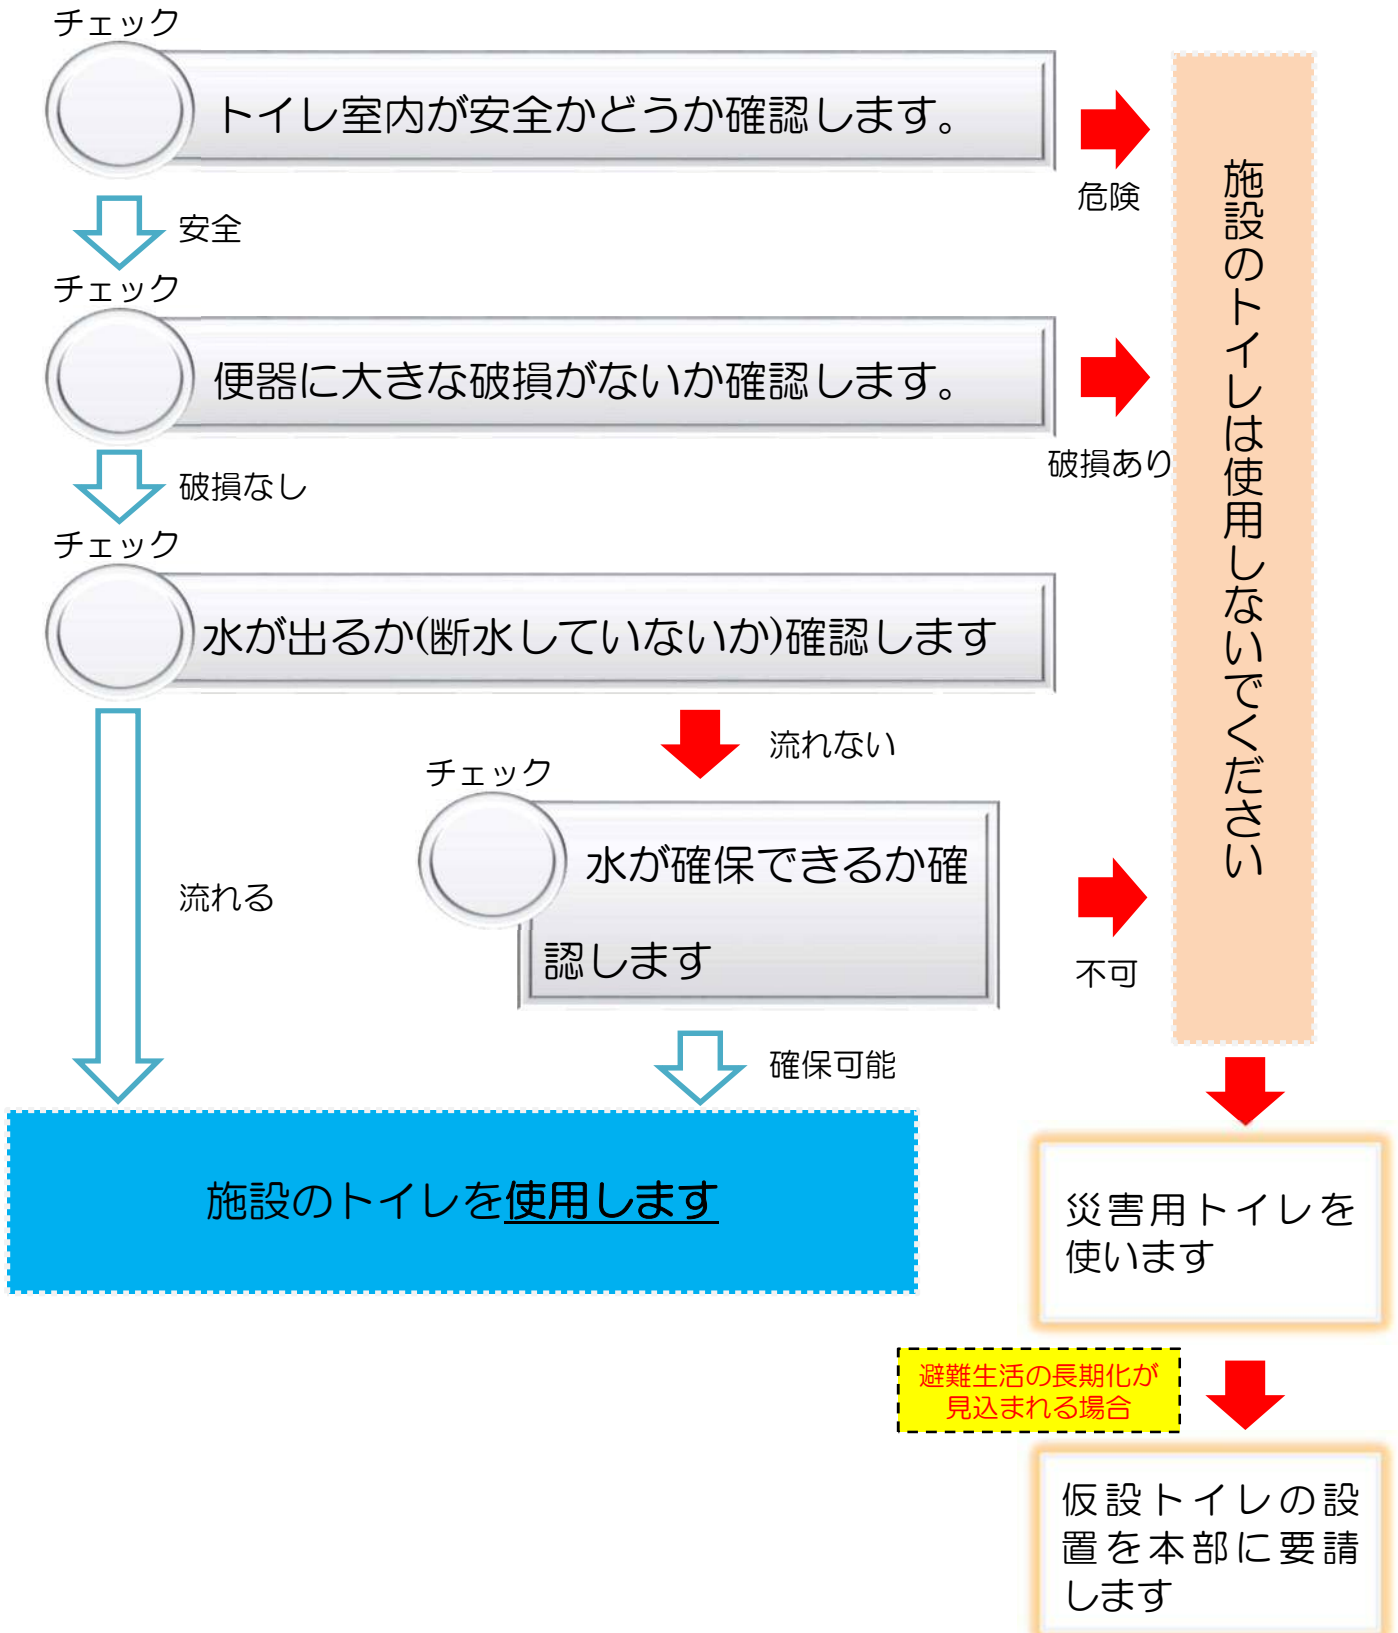 チェック
トイレ室内が安全かどうか確認します。
危険
安全
チェック
便器に大きな破損がないか確認します。
破損あり
破損なし
チェック
水が出るか(断水していないか)確認します
流れない
チェック
水が確保できるか確
認します
流れる
不可
確保可能
施設のトイレは使用しないでください
施設のトイレを使用します
災害用トイレを
使います
避難生活の長期化が
見込まれる場合
仮設トイレの設
置を本部に要請
します